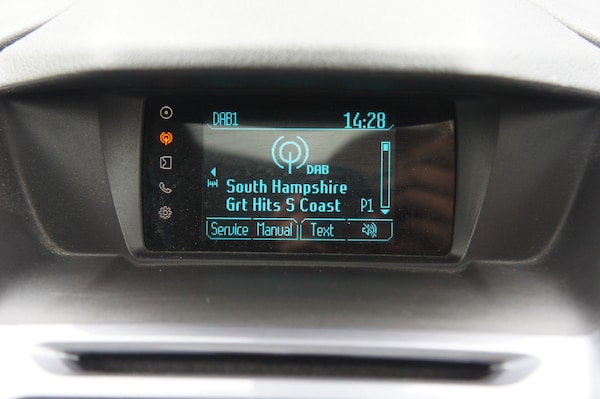 DAB1 14:28
DAB
South Hampshire
Grt Hits S Coast P1
Service Manual Text